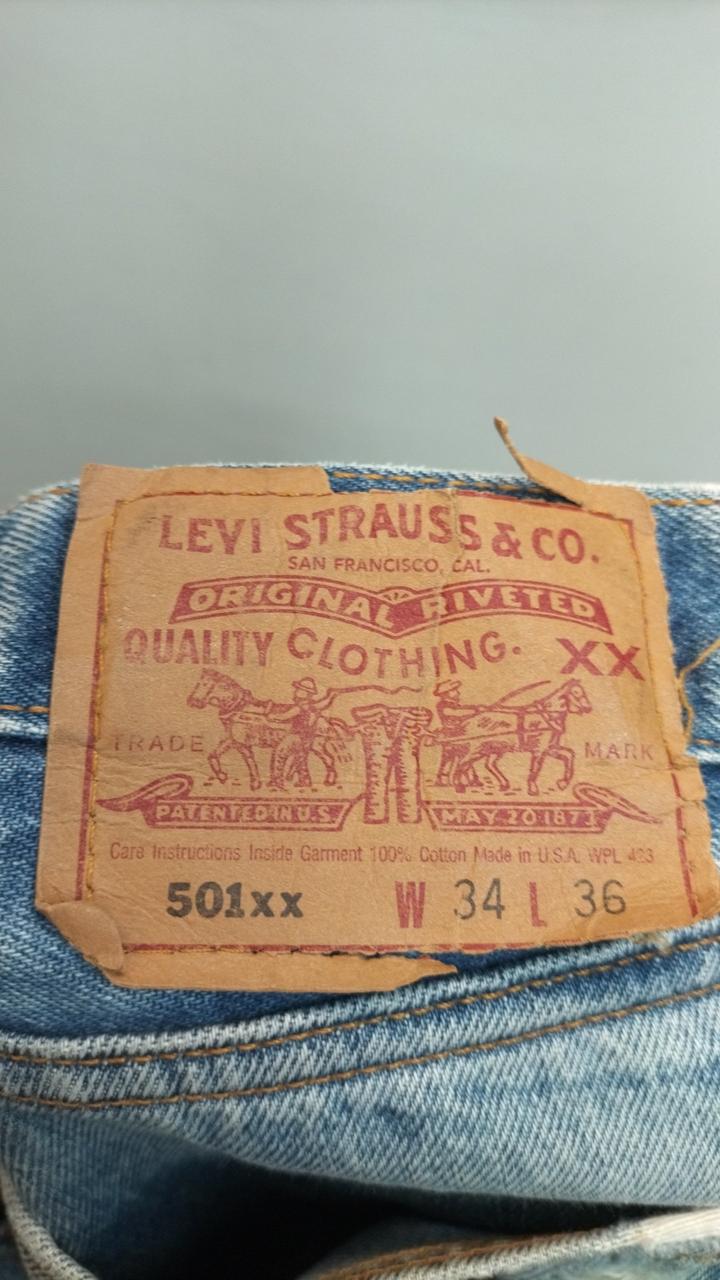 LEVI STRAUSS & CO.
SAN FRANCISCO, CAL.
ORIGINAL RIVETED
QUALITY CLOTHING. XX
TRADE MARK
PATENTED IN U.S. MAY 20 1873
Care Instructions Inside Garment 100% Cotton Made in U.S.A. WPL 423
501xx W 34 L 36